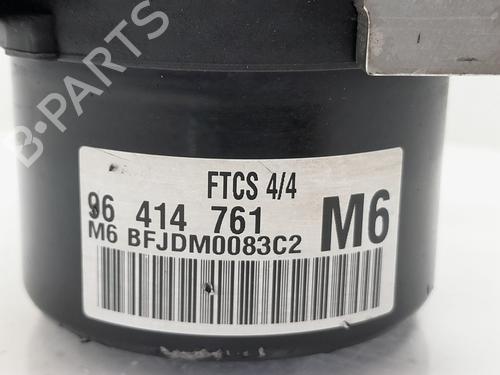 B-PARTS
FTCS 4/4
96 414 761
M6
M6 BFJDM0083C2